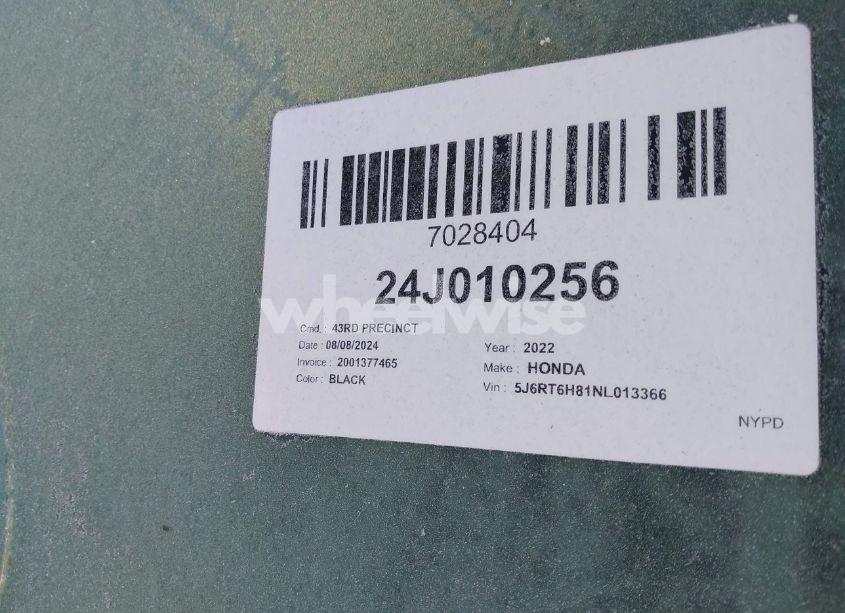 7028404
24J010256
wheelwise
Cmd. : 43RD PRECINCT
Date : 08/08/2024
Invoice : 2001377465
Color : BLACK
Year : 2022
Make : HONDA
Vin : 5J6RT6H81NL013366
NYPD